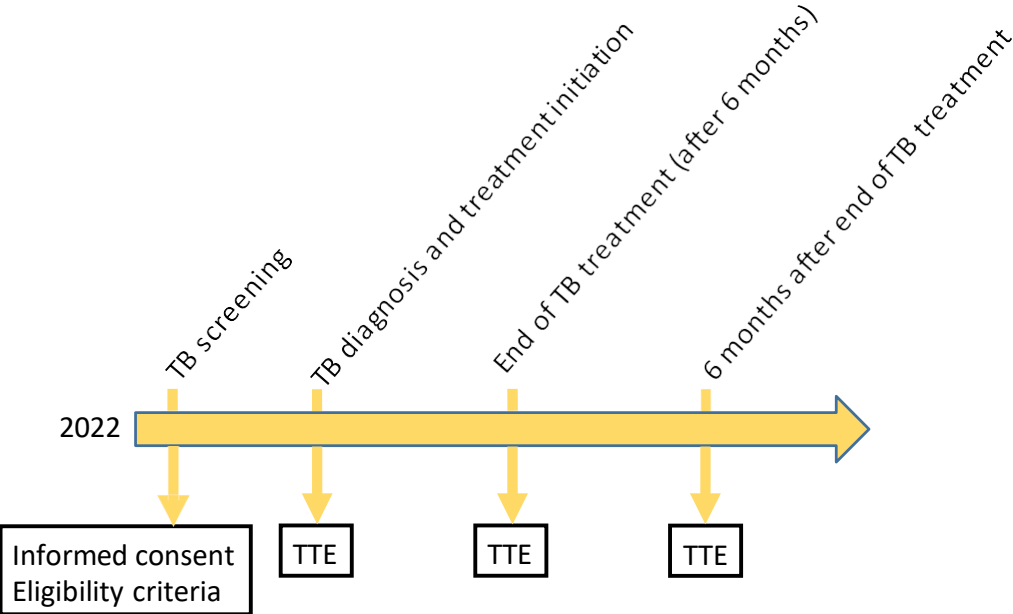 TB screening
TB diagnosis and treatment initiation
End of TB treatment (after 6 months)
6 months after end of TB treatment
2022
Informed consent
Eligibility criteria
TTE
TTE
TTE